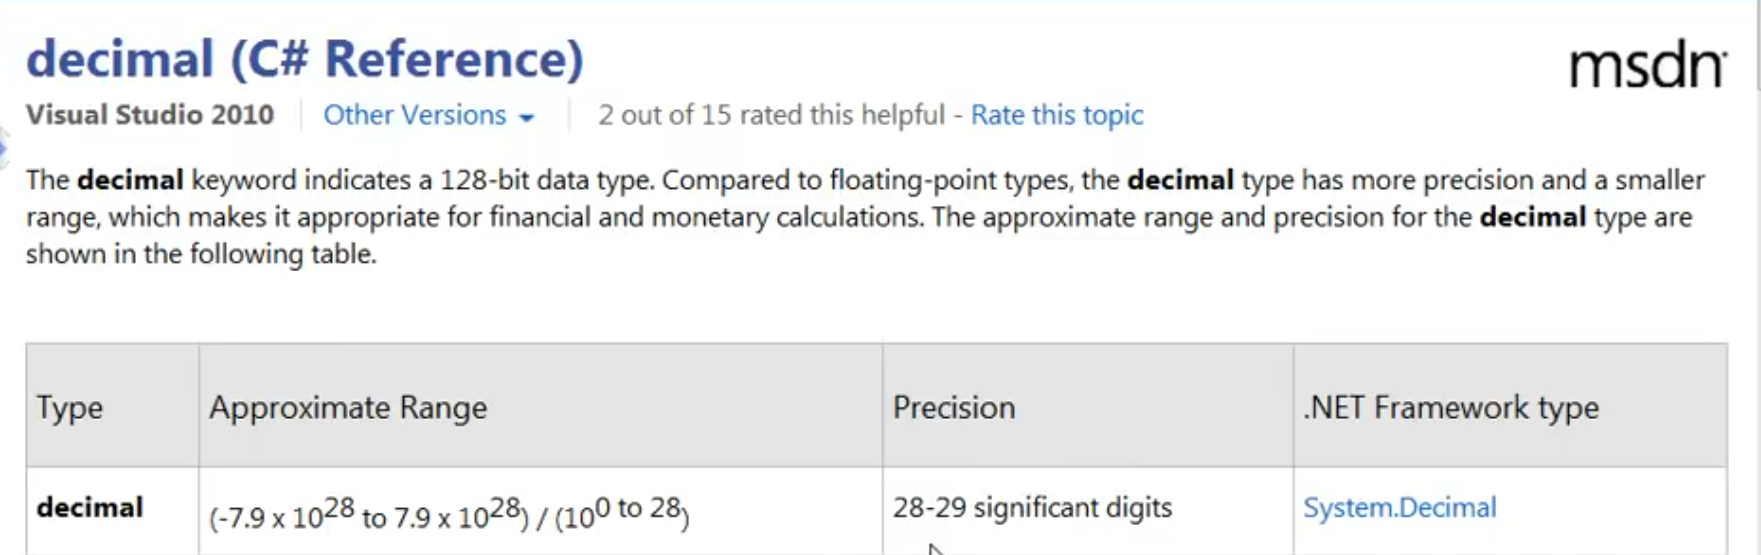 decimal (C# Reference)
msdn
Visual Studio 2010 Other Versions 2 out of 15 rated this helpful - Rate this topic
The decimal keyword indicates a 128-bit data type. Compared to floating-point types, the decimal type has more precision and a smaller
range, which makes it appropriate for financial and monetary calculations. The approximate range and precision for the decimal type are
shown in the following table.
Type Approximate Range Precision .NET Framework type
decimal (-7.9 x 10^28 to 7.9 x 10^28) / (10^0 to 28) 28-29 significant digits System.Decimal